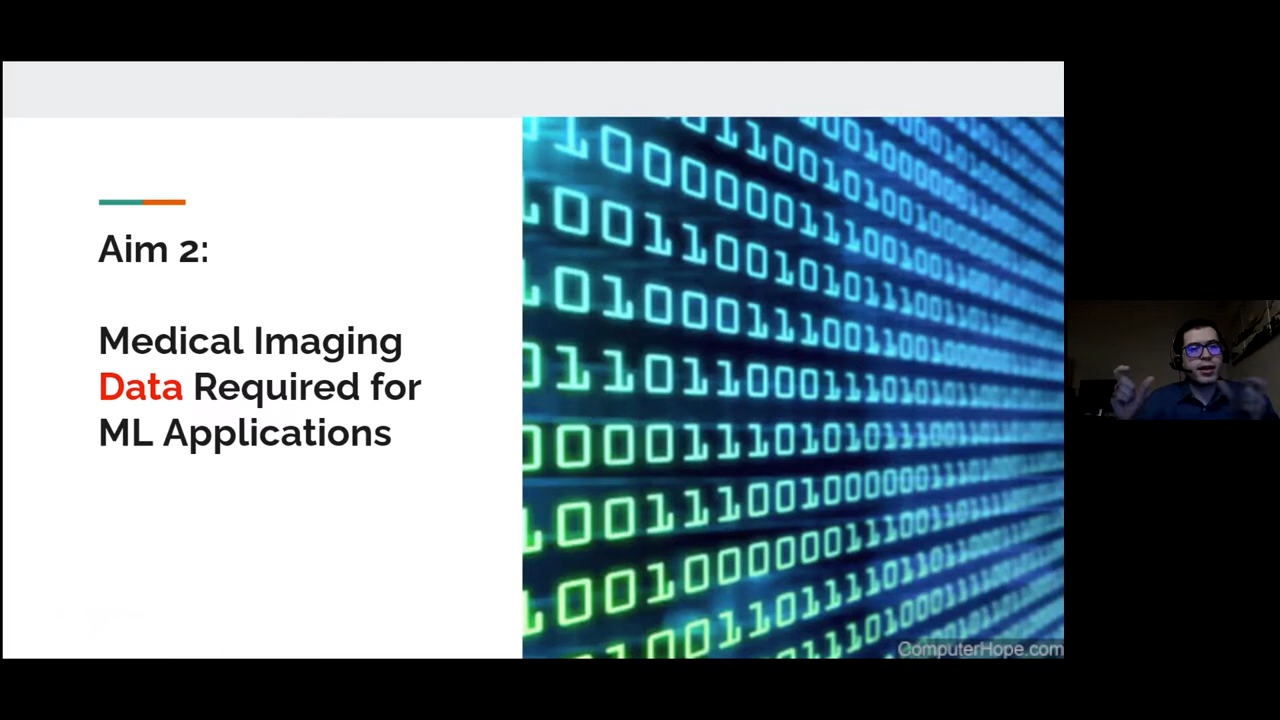 Aim 2:
Medical Imaging
Data Required for
ML Applications
ComputerHope.com